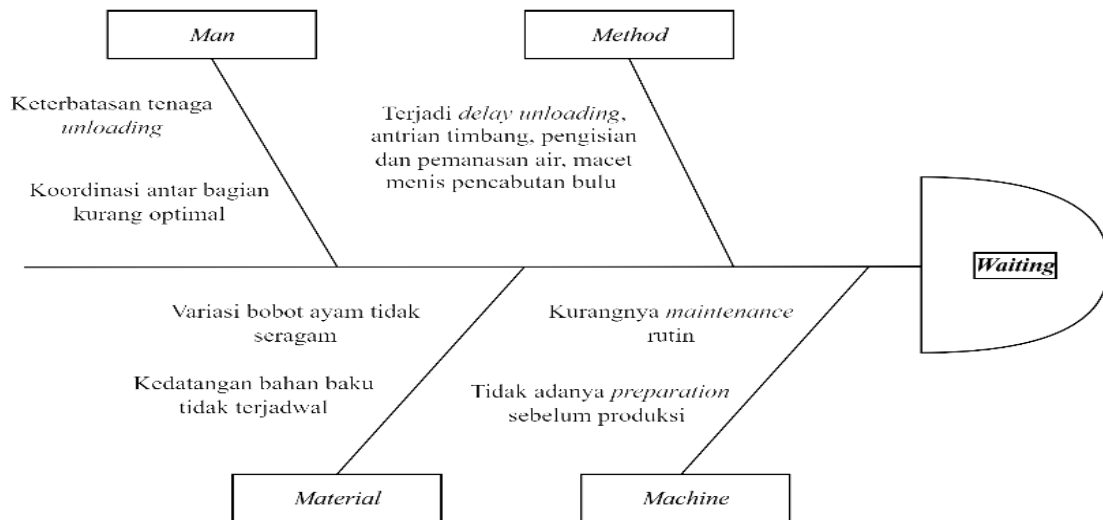 Man
Method
Keterbatasan tenaga
unloading
Koordinasi antar bagian
kurang optimal
Terjadi delay unloading,
antrian timbang, pengisian
dan pemanasan air, macet
menis pencabutan bulu
Waiting
Variasi bobot ayam tidak
seragam
Kedatangan bahan baku
tidak terjadwal
Kurangnya maintenance
rutin
Tidak adanya preparation
sebelum produksi
Material
Machine